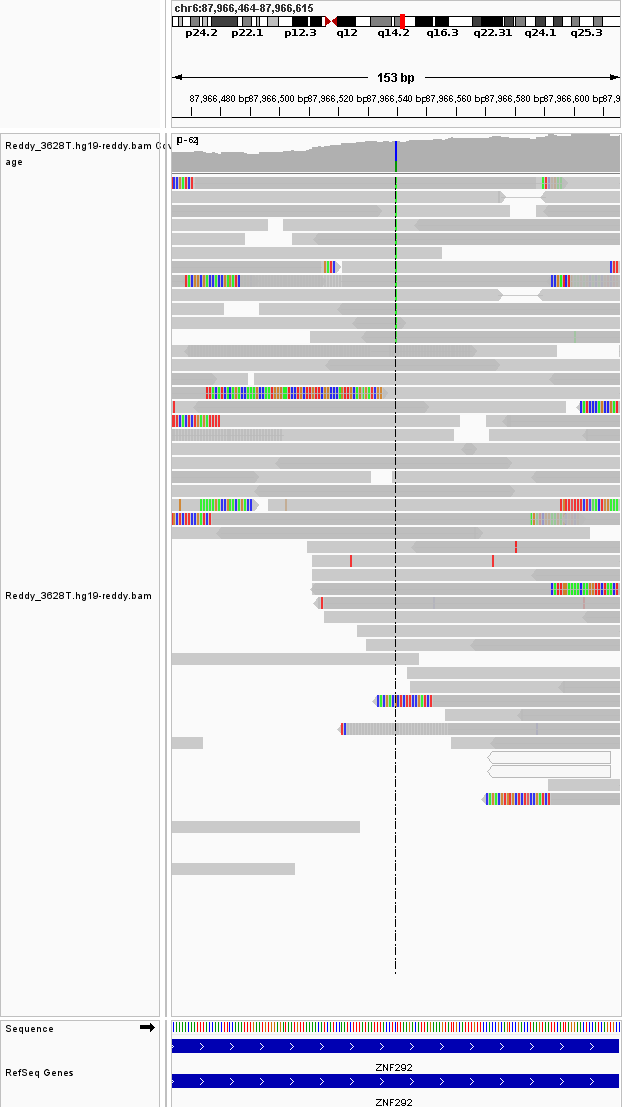 chr6:87,966,464-87,966,615
p24.2 p22.1 p12.3 q12 q14.2 q16.3 q22.31 q24.1 q25.3
153 bp
87,966,480 bp 87,966,500 bp 87,966,520 bp 87,966,540 bp 87,966,560 bp 87,966,580 bp 87,966,600 bp 87,9
[0-62]
Reddy_3628T.hg19-reddy.bam Cov
age
Reddy_3628T.hg19-reddy.bam
Sequence
ZNF292
RefSeq Genes
ZNF292